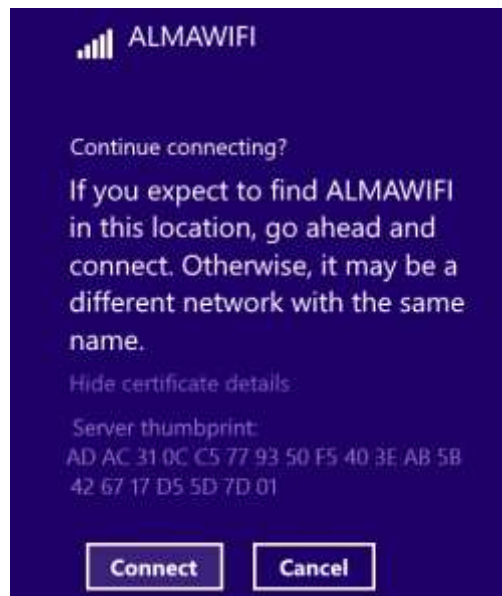 ALMAWIFI
Continue connecting?
If you expect to find ALMAWIFI
in this location, go ahead and
connect. Otherwise, it may be a
different network with the same
name.
Hide certificate details
Server thumbprint:
AD AC 31 0C C5 77 93 50 F5 40 3E AB 5B
42 67 17 D5 5D 7D 01
Connect Cancel